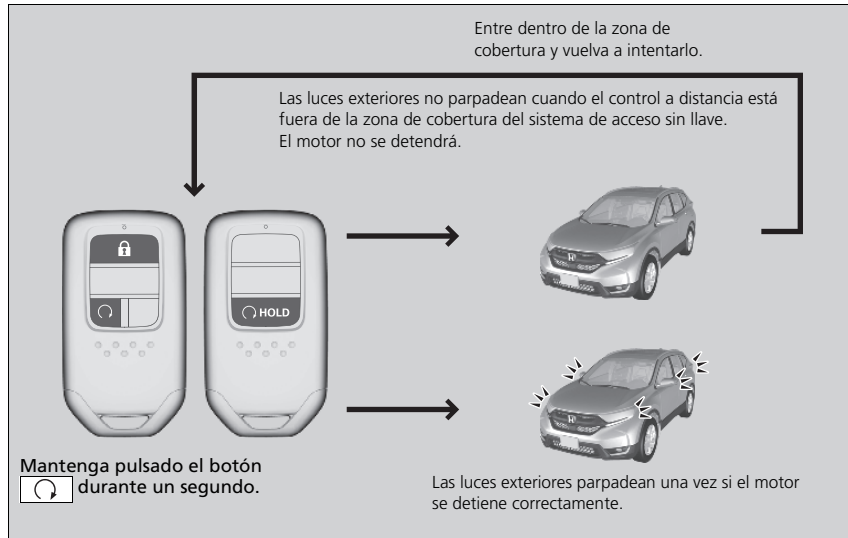 Entre dentro de la zona de
cobertura y vuelva a intentarlo.
Las luces exteriores no parpadean cuando el control a distancia está
fuera de la zona de cobertura del sistema de acceso sin llave.
El motor no se detendrá.
HOLD
Mantenga pulsado el botón
durante un segundo.
Las luces exteriores parpadean una vez si el motor
se detiene correctamente.